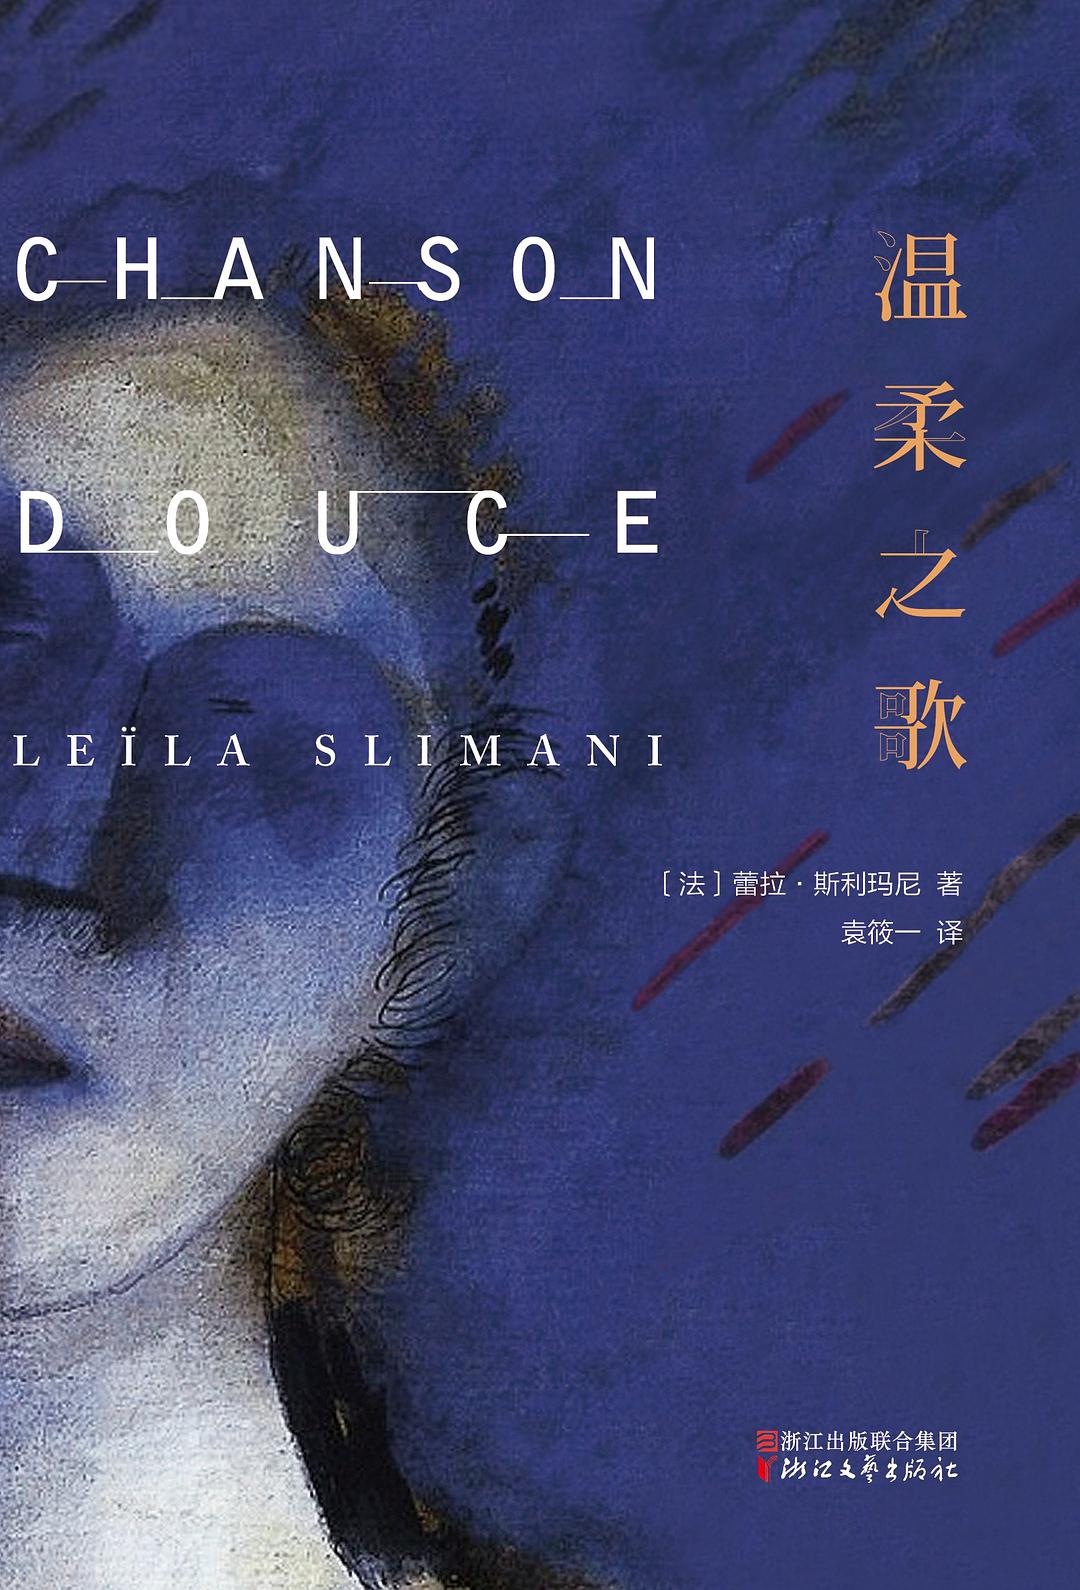 CHANSON
DOUCE
LEÏLA SLIMANI
温柔之歌
［法］蕾拉·斯利玛尼 著
袁筱一 译
浙江出版联合集团
浙江文艺出版社